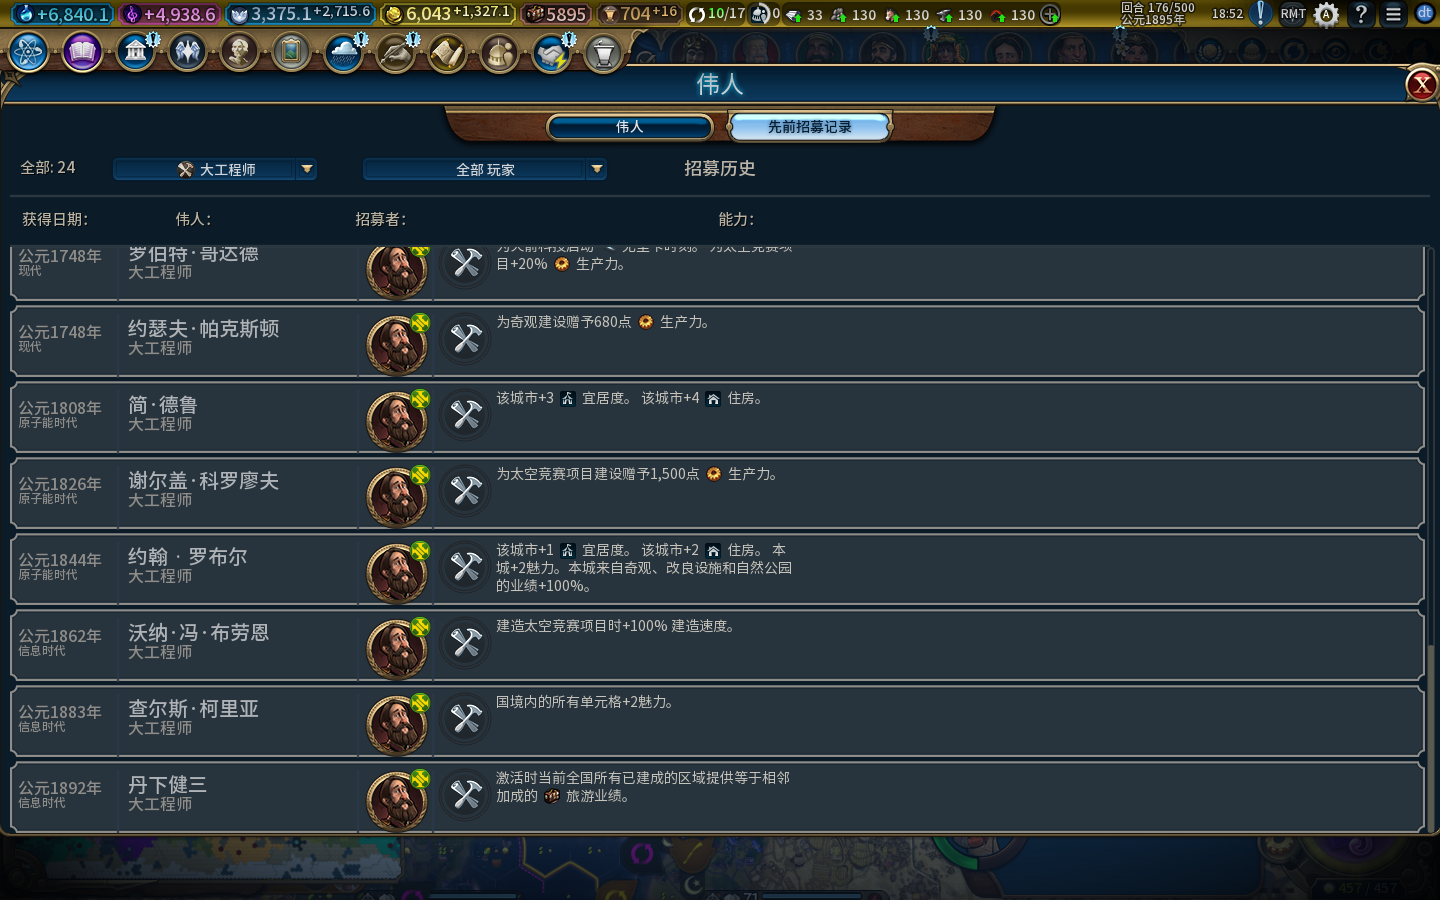 +6,840.1 +4,938.6 3,375.1 +2,715.6 6,043 +1,327.1 5895 704 +16 10/17 0 33 130 130 130 130
回合 176/500
公元1895年
18:52 RMT A ? dt
伟人 X
伟人 先前招募记录
全部: 24 大工程师 全部 玩家 招募历史
获得日期: 伟人: 招募者: 能力:
公元1748年
现代
罗伯特·哥达德
大工程师
目+20% 生产力。
公元1748年
现代
约瑟夫·帕克斯顿
大工程师
为奇观建设赠予680点 生产力。
公元1808年
原子能时代
简·德鲁
大工程师
该城市+3 宜居度。 该城市+4 住房。
公元1826年
原子能时代
谢尔盖·科罗廖夫
大工程师
为太空竞赛项目建设赠予1,500点 生产力。
公元1844年
原子能时代
约翰·罗布尔
大工程师
该城市+1 宜居度。 该城市+2 住房。 本
城+2魅力。本城来自奇观、改良设施和自然公园
的业绩+100%。
公元1862年
信息时代
沃纳·冯·布劳恩
大工程师
建造太空竞赛项目时+100% 建造速度。
公元1883年
信息时代
查尔斯·柯里亚
大工程师
国境内的所有单元格+2魅力。
公元1892年
信息时代
丹下健三
大工程师
激活时当前全国所有已建成的区域提供等于相邻
加成的 旅游业绩。
457 / 457
71